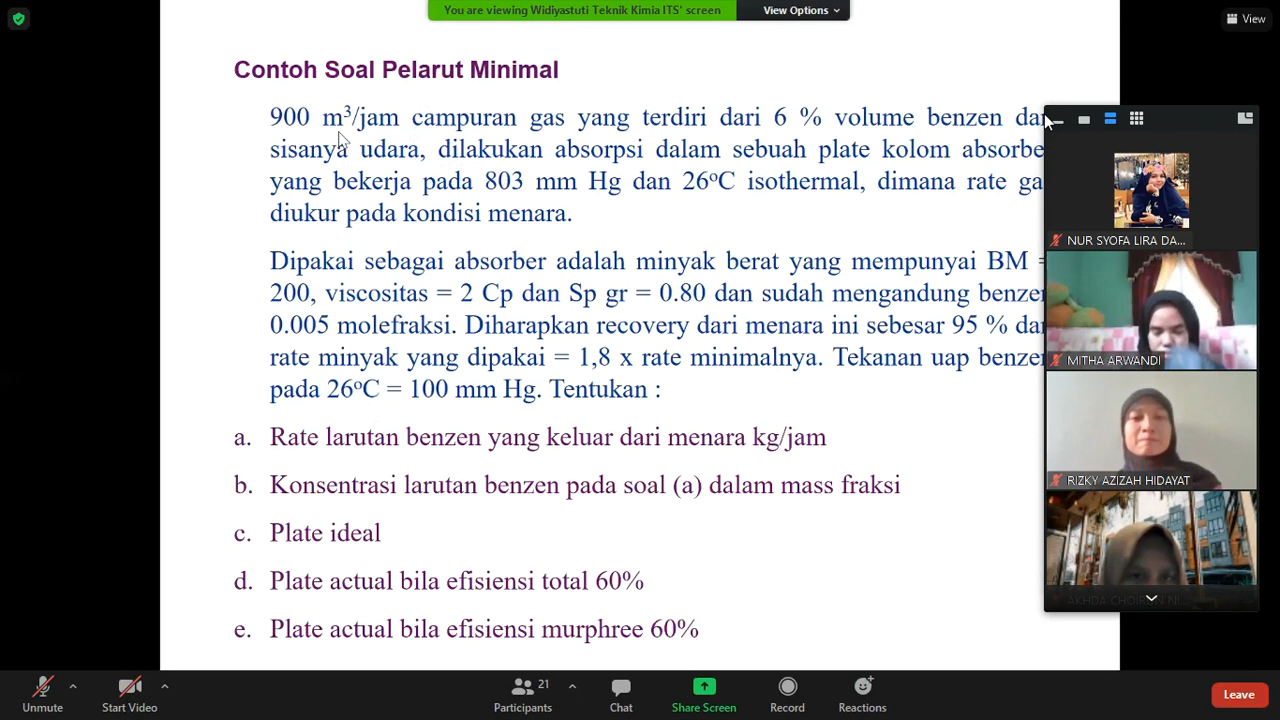 You are viewing Widiyastuti Teknik Kimia ITS' screen
View Options
View
Contoh Soal Pelarut Minimal
900 m³/jam campuran gas yang terdiri dari 6 % volume benzen dan
sisanya udara, dilakukan absorpsi dalam sebuah plate kolom absorbe
yang bekerja pada 803 mm Hg dan 26°C isothermal, dimana rate ga
diukur pada kondisi menara.
Dipakai sebagai absorber adalah minyak berat yang mempunyai BM =
200, viscositas = 2 Cp dan Sp gr = 0.80 dan sudah mengandung benzen
0.005 molefraksi. Diharapkan recovery dari menara ini sebesar 95 % dan
rate minyak yang dipakai = 1,8 x rate minimalnya. Tekanan uap benzen
pada 26°C = 100 mm Hg. Tentukan :
a. Rate larutan benzen yang keluar dari menara kg/jam
b. Konsentrasi larutan benzen pada soal (a) dalam mass fraksi
c. Plate ideal
d. Plate actual bila efisiensi total 60%
e. Plate actual bila efisiensi murphree 60%
NUR SYOFA LIRA DA...
MITHA ARWANDI
RIZKY AZIZAH HIDAYAT
AKHDA CHOIRUN NI...
Unmute
Start Video
21
Participants
Chat
Share Screen
Record
Reactions
Leave